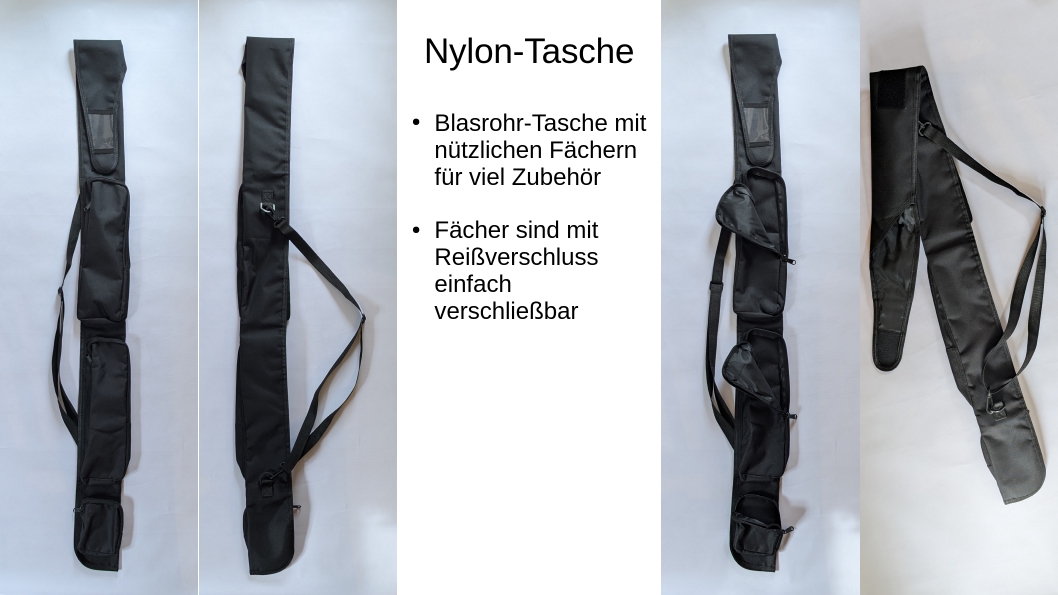 Nylon-Tasche
• Blasrohr-Tasche mit
nützlichen Fächern
für viel Zubehör
• Fächer sind mit
Reißverschluss
einfach
verschließbar